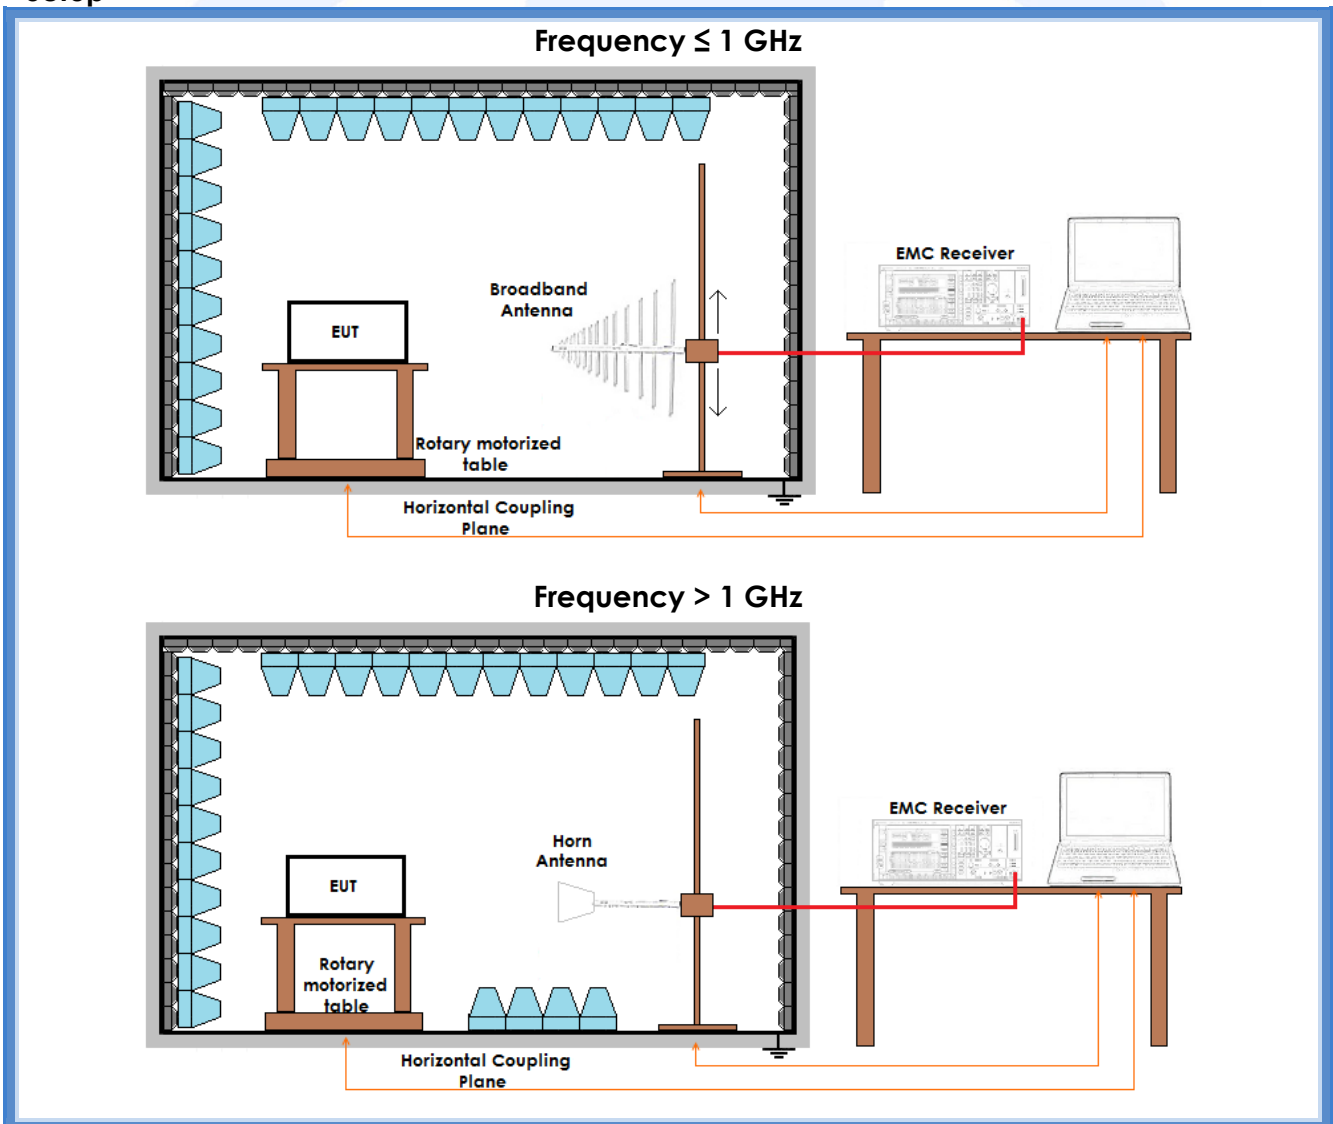 Setup
Frequency ≤ 1 GHz
EMC Receiver
Broadband
Antenna
EUT
Rotary motorized
table
Horizontal Coupling
Plane
Frequency > 1 GHz
EMC Receiver
Horn
Antenna
EUT
Rotary
motorized
table
Horizontal Coupling
Plane